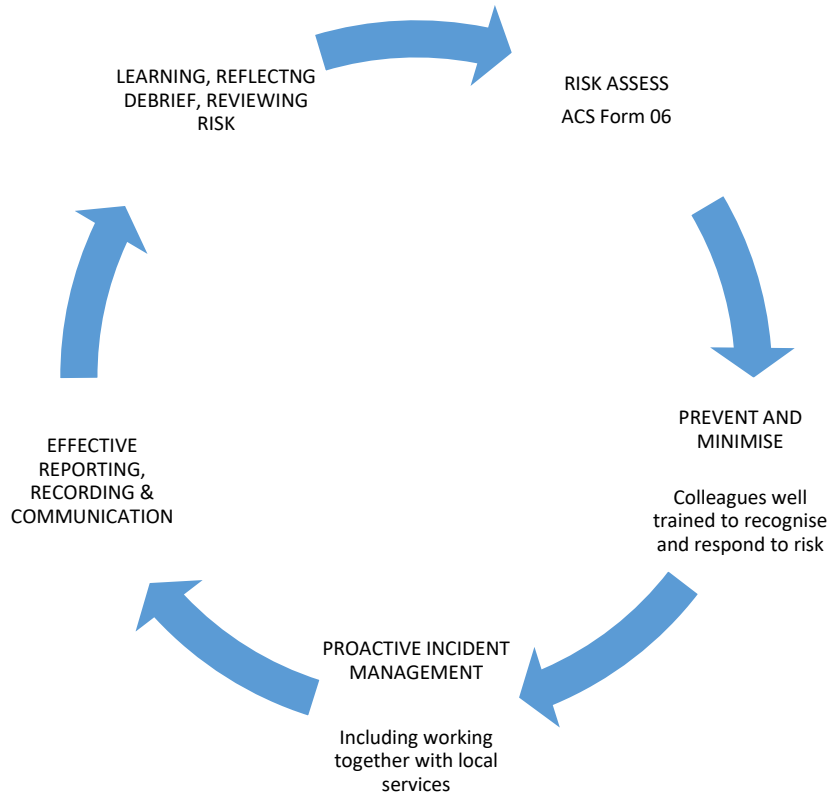 LEARNING, REFLECTNG
DEBRIEF, REVIEWING
RISK
RISK ASSESS
ACS Form 06
PREVENT AND
MINIMISE
Colleagues well
trained to recognise
and respond to risk
PROACTIVE INCIDENT
MANAGEMENT
Including working
together with local
services
EFFECTIVE
REPORTING,
RECORDING &
COMMUNICATION